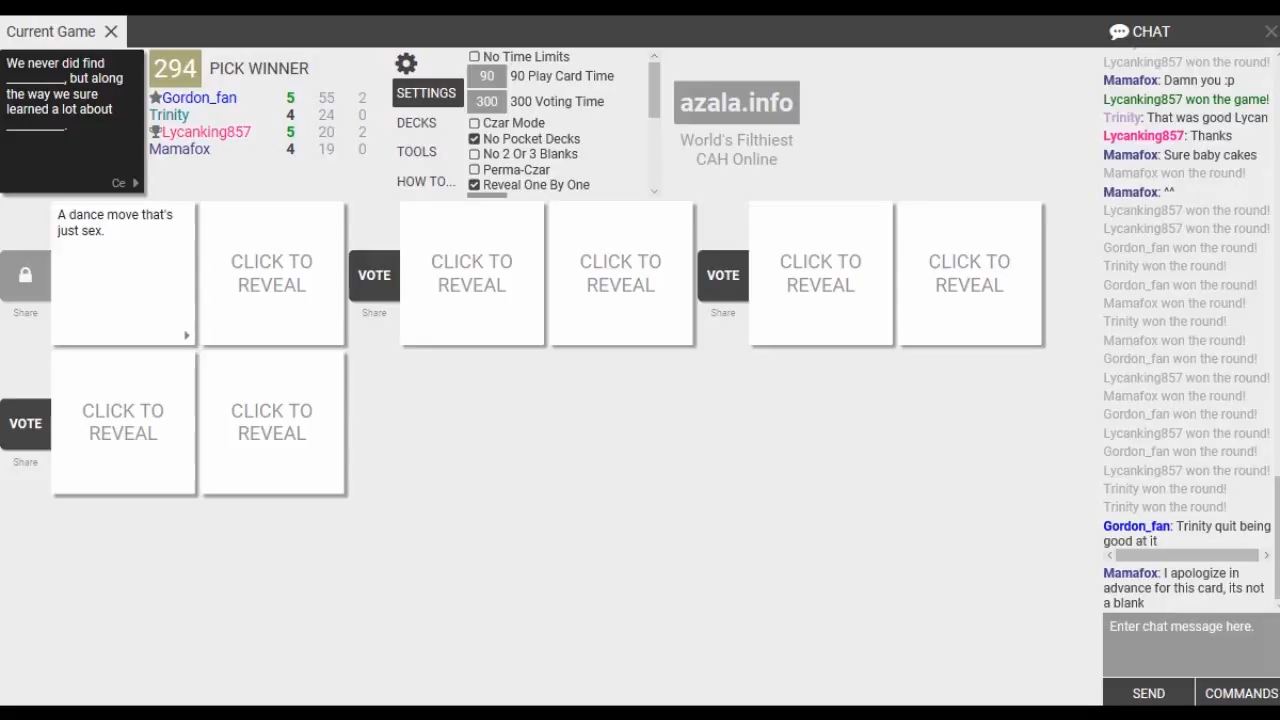 Current Game
We never did find
________, but along
the way we sure
learned a lot about
________.
Ce
294 PICK WINNER
Gordon_fan 5 55 2
Trinity 4 24 0
Lycanking857 5 20 2
Mamafox 4 19 0
SETTINGS
DECKS
TOOLS
HOW TO...
No Time Limits
90 90 Play Card Time
300 300 Voting Time
Czar Mode
No Pocket Decks
No 2 Or 3 Blanks
Perma-Czar
Reveal One By One
azala.info
World's Filthiest
CAH Online
A dance move that's
just sex.
Share
CLICK TO
REVEAL
VOTE
Share
CLICK TO
REVEAL
CLICK TO
REVEAL
VOTE
Share
CLICK TO
REVEAL
CLICK TO
REVEAL
VOTE
Share
CLICK TO
REVEAL
CLICK TO
REVEAL
CHAT
Lycanking857 won the round!
Mamafox: Damn you :p
Lycanking857 won the game!
Trinity: That was good Lycan
Lycanking857: Thanks
Mamafox: Sure baby cakes
Mamafox won the round!
Mamafox: ^^
Lycanking857 won the round!
Lycanking857 won the round!
Gordon_fan won the round!
Trinity won the round!
Gordon_fan won the round!
Mamafox won the round!
Trinity won the round!
Mamafox won the round!
Gordon_fan won the round!
Lycanking857 won the round!
Mamafox won the round!
Gordon_fan won the round!
Lycanking857 won the round!
Gordon_fan won the round!
Lycanking857 won the round!
Trinity won the round!
Trinity won the round!
Gordon_fan: Trinity quit being
good at it
Mamafox: I apologize in
advance for this card, its not
a blank
Enter chat message here.
SEND
COMMANDS